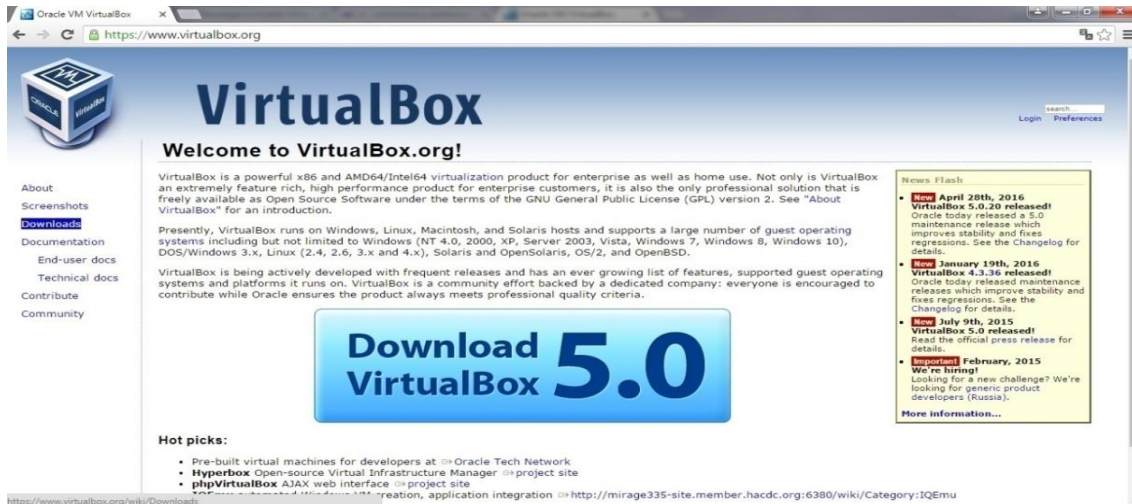 Oracle VM VirtualBox
https://www.virtualbox.org
ORACLE
VM
VirtualBox
VirtualBox
search...
Login Preferences
Welcome to VirtualBox.org!
About
Screenshots
Downloads
Documentation
End-user docs
Technical docs
Contribute
Community
VirtualBox is a powerful x86 and AMD64/Intel64 virtualization product for enterprise as well as home use. Not only is VirtualBox
an extremely feature rich, high performance product for enterprise customers, it is also the only professional solution that is
freely available as Open Source Software under the terms of the GNU General Public License (GPL) version 2. See "About
VirtualBox" for an introduction.
Presently, VirtualBox runs on Windows, Linux, Macintosh, and Solaris hosts and supports a large number of guest operating
systems including but not limited to Windows (NT 4.0, 2000, XP, Server 2003, Vista, Windows 7, Windows 8, Windows 10),
DOS/Windows 3.x, Linux (2.4, 2.6, 3.x and 4.x), Solaris and OpenSolaris, OS/2, and OpenBSD.
VirtualBox is being actively developed with frequent releases and has an ever growing list of features, supported guest operating
systems and platforms it runs on. VirtualBox is a community effort backed by a dedicated company: everyone is encouraged to
contribute while Oracle ensures the product always meets professional quality criteria.
Download
VirtualBox
5.0
News Flash
New April 28th, 2016
VirtualBox 5.0.20 released!
Oracle today released a 5.0
maintenance release which
improves stability and fixes
regressions. See the Changelog for
details.
New January 19th, 2016
VirtualBox 4.3.36 released!
Oracle today released maintenance
releases which improve stability and
fixes regressions. See the
Changelog for details.
New July 9th, 2015
VirtualBox 5.0 released!
Read the official press release for
details.
Important February, 2015
We're hiring!
Looking for a new challenge? We're
looking for generic product
developers (Russia).
More information...
Hot picks:
Pre-built virtual machines for developers at Oracle Tech Network
Hyperbox Open-source Virtual Infrastructure Manager project site
phpVirtualBox AJAX web interface project site
IQEmu automated Windows VM creation, application integration http://mirage335-site.member.hacdc.org:6380/wiki/Category:IQEmu
https://www.virtualbox.org/wiki/Downloads